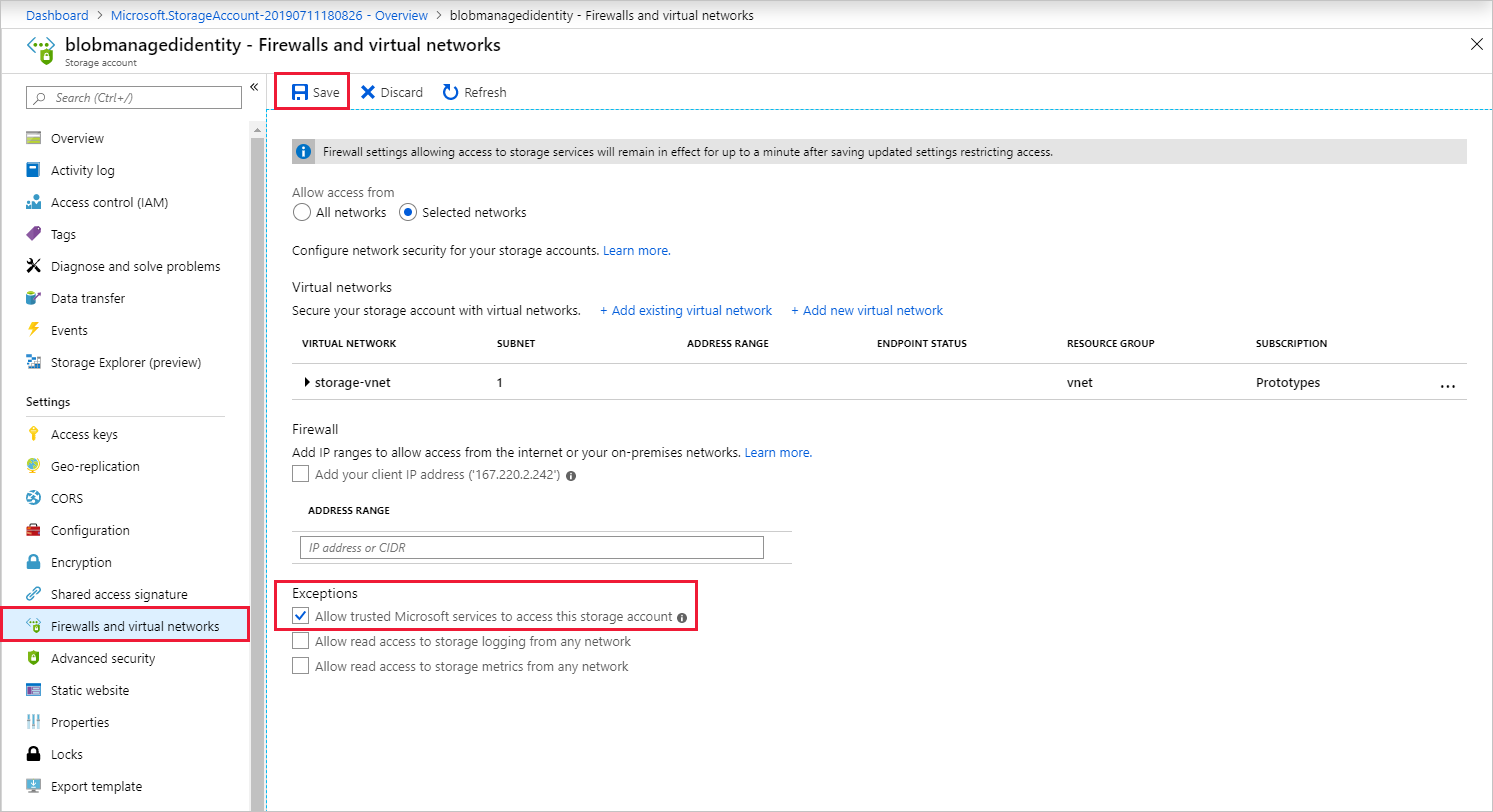 Dashboard > Microsoft.StorageAccount-20190711180826 - Overview > blobmanagedidentity - Firewalls and virtual networks
blobmanagedidentity - Firewalls and virtual networks
Storage account
Search (Ctrl+/)
Overview
Activity log
Access control (IAM)
Tags
Diagnose and solve problems
Data transfer
Events
Storage Explorer (preview)
Settings
Access keys
Geo-replication
CORS
Configuration
Encryption
Shared access signature
Firewalls and virtual networks
Advanced security
Static website
Properties
Locks
Export template
Save Discard Refresh
Firewall settings allowing access to storage services will remain in effect for up to a minute after saving updated settings restricting access.
Allow access from
All networks Selected networks
Configure network security for your storage accounts. Learn more.
Virtual networks
Secure your storage account with virtual networks. + Add existing virtual network + Add new virtual network
VIRTUAL NETWORK SUBNET ADDRESS RANGE ENDPOINT STATUS RESOURCE GROUP SUBSCRIPTION
storage-vnet 1 vnet Prototypes ...
Firewall
Add IP ranges to allow access from the internet or your on-premises networks. Learn more.
Add your client IP address ('167.220.2.242')
ADDRESS RANGE
IP address or CIDR
Exceptions
Allow trusted Microsoft services to access this storage account
Allow read access to storage logging from any network
Allow read access to storage metrics from any network